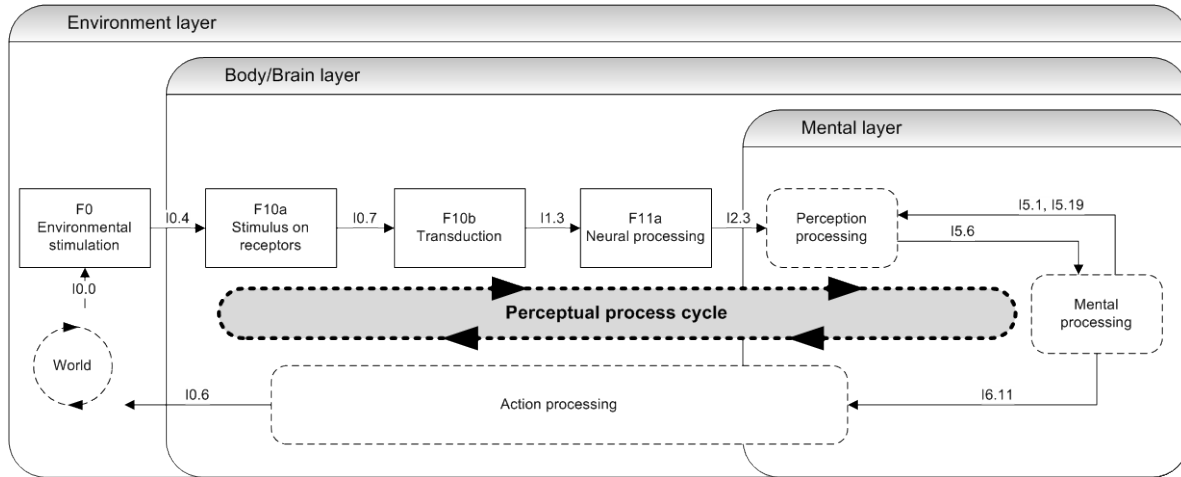 Environment layer
Body/Brain layer
Mental layer
F0
Environmental
stimulation
I0.4
F10a
Stimulus on
receptors
I0.7
F10b
Transduction
I1.3
F11a
Neural processing
I2.3
Perception
processing
I5.1, I5.19
I5.6
I0.0
Perceptual process cycle
Mental
processing
World
I0.6
Action processing
I6.11